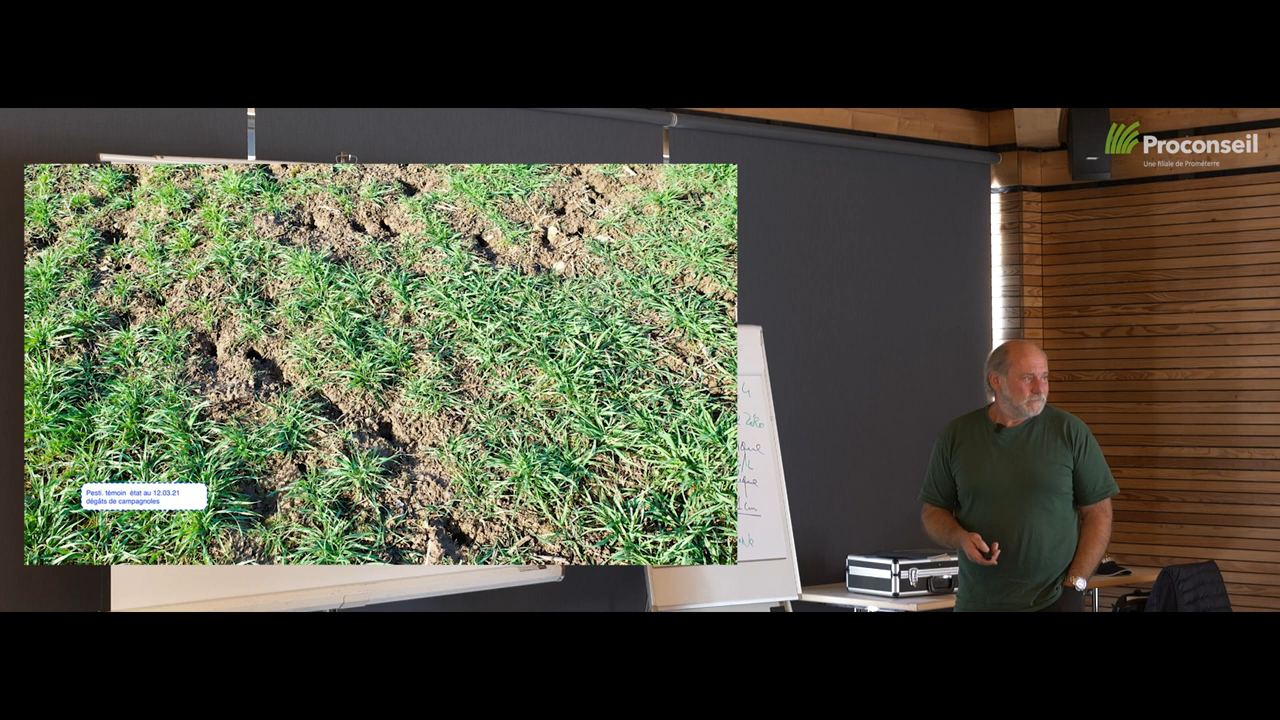 Proconseil
Une filiale de Prométerre
Pesti. témoin état au 12.03.21
dégâts de campagnoles